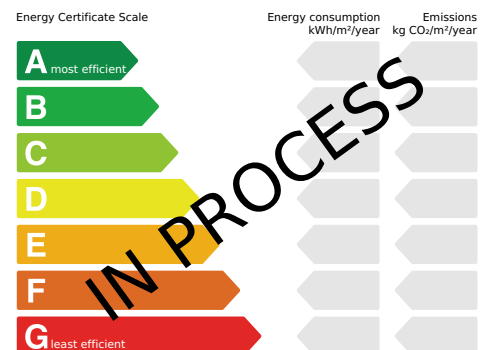 Energy Certificate Scale
Energy consumption
kWh/m²/year
Emissions
kg CO₂/m²/year
A most efficient
B
C
D
E
F
G least efficient
IN PROCESS